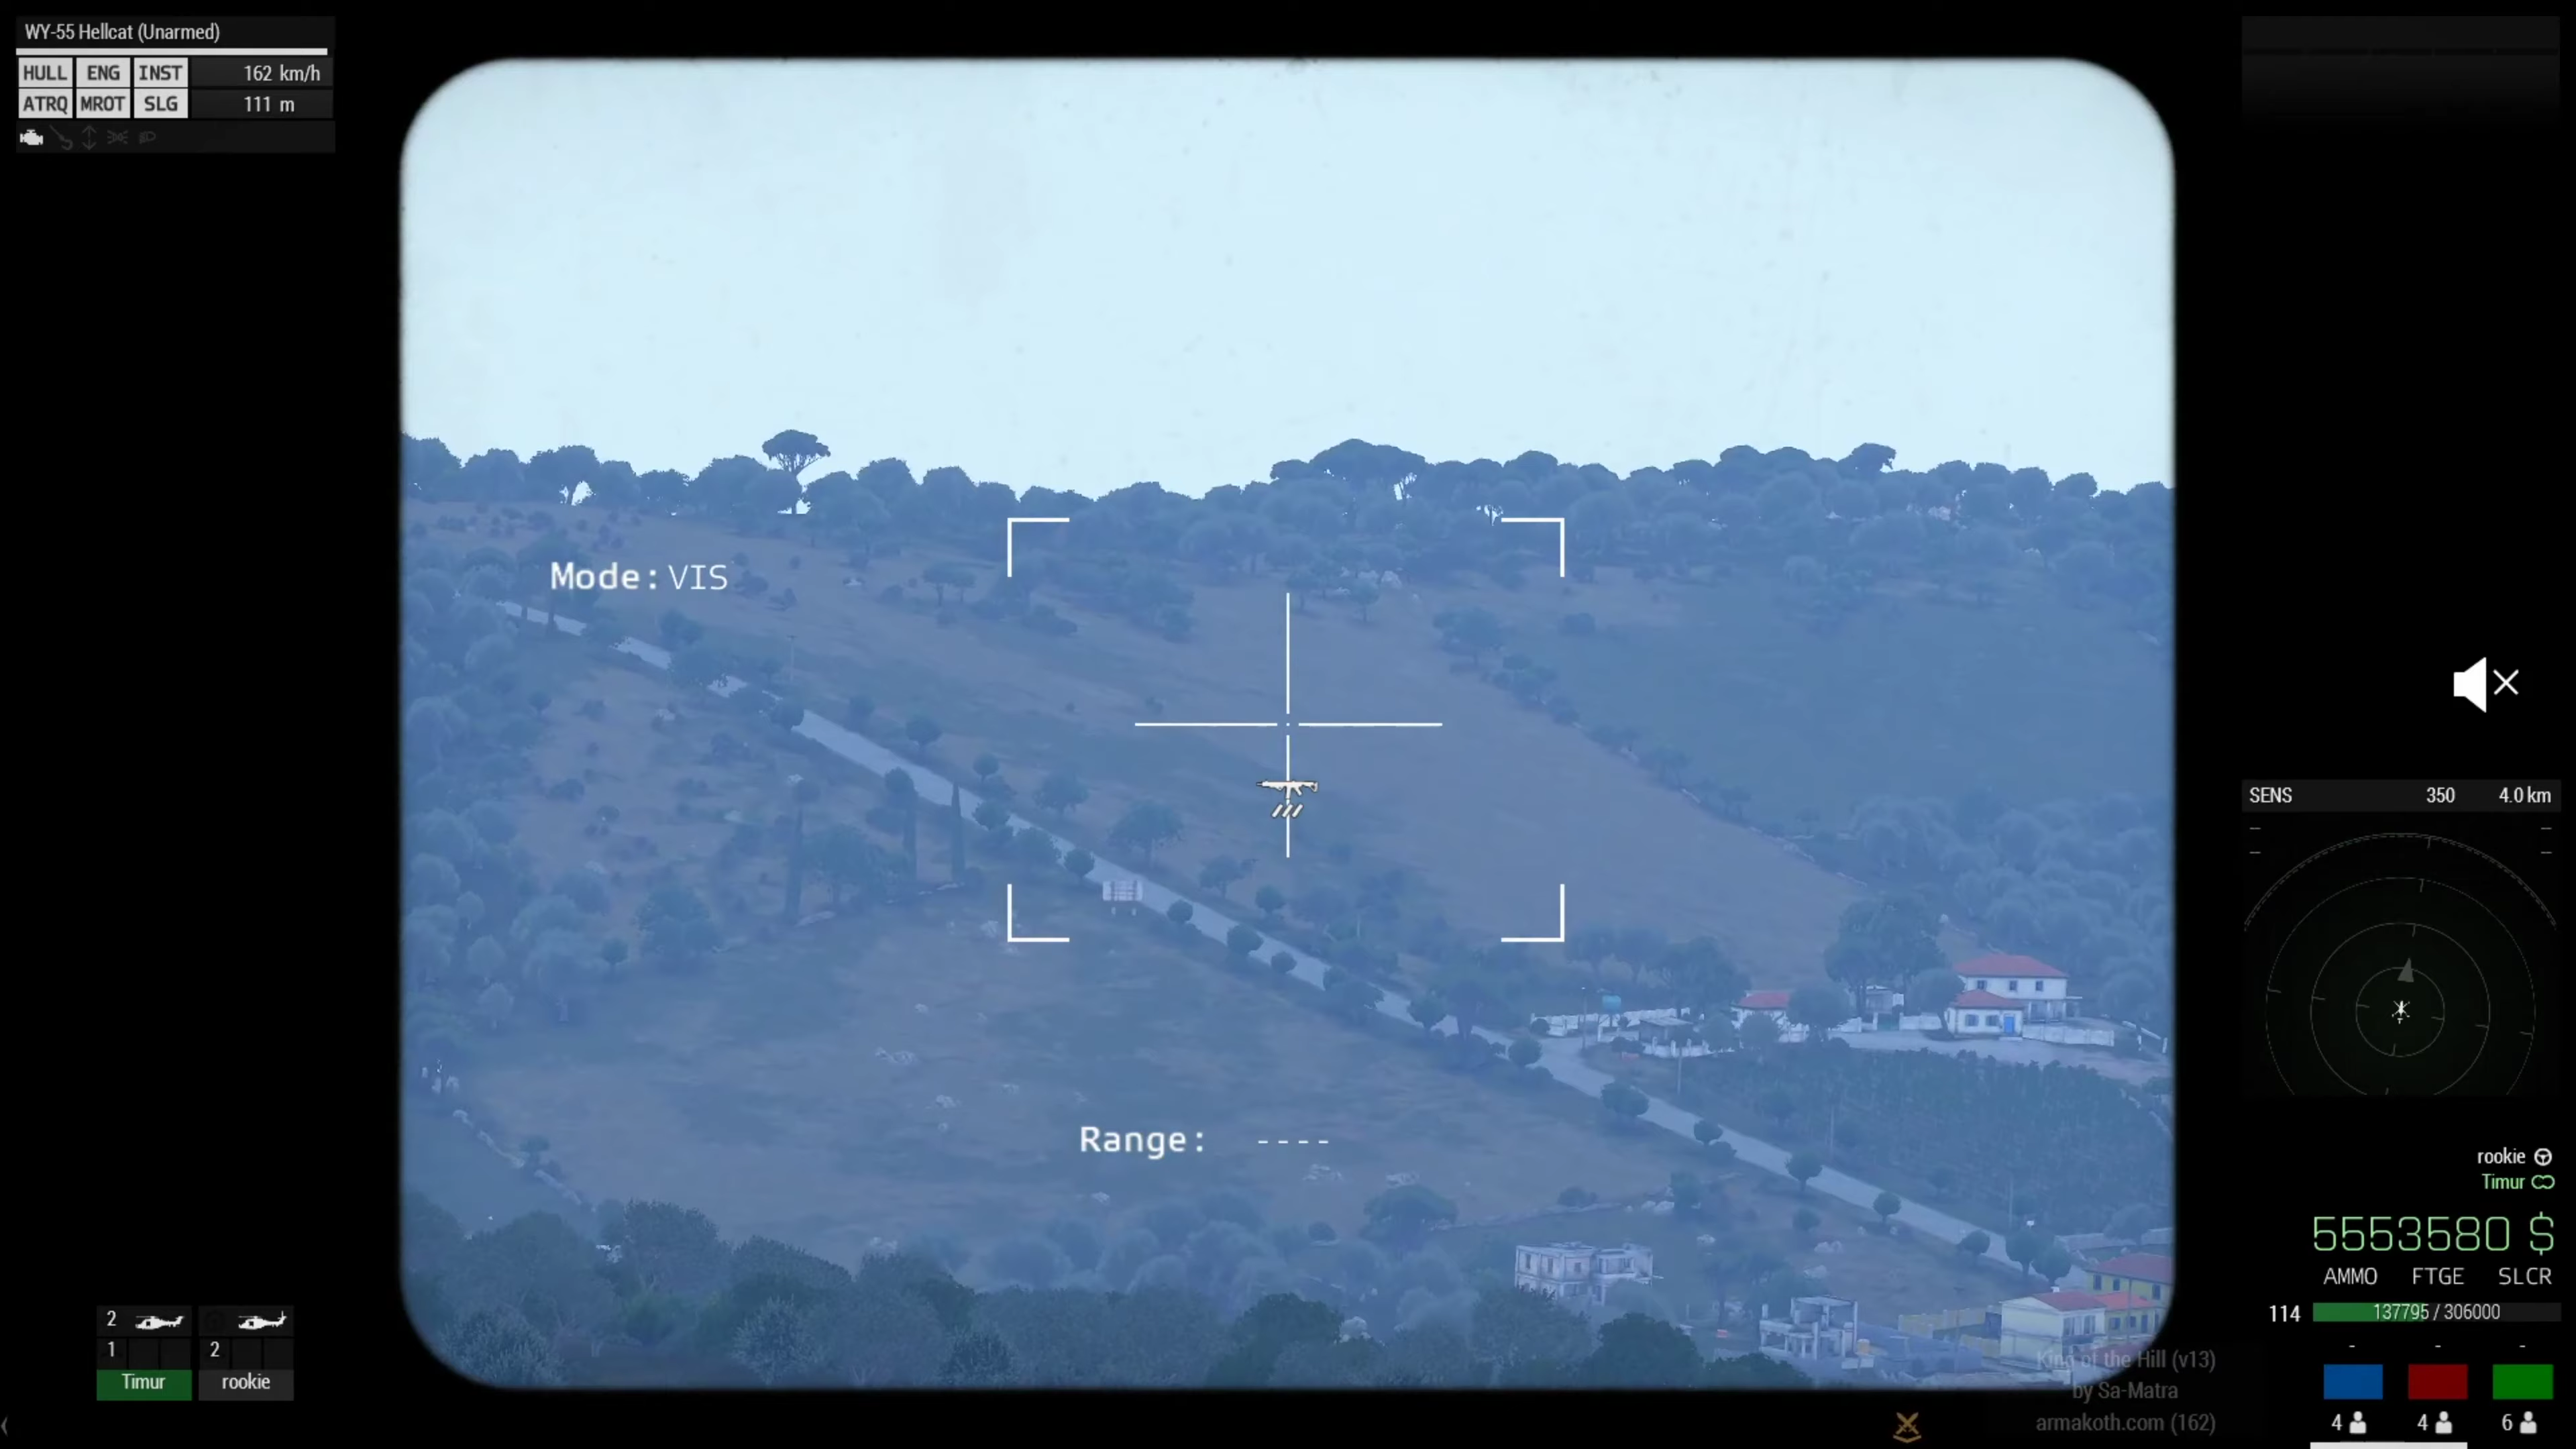 WY-55 Hellcat (Unarmed)
HULL ENG INST 162 km/h
ATRQ MROT SLG 111 m
Mode: VIS
Range: ----
SENS 350 4.0 km
rookie
Timur
5553580 $
AMMO FTGE SLCR
114 137795 / 306000
- - -
4 4 6
2
1 2
Timur rookie
King of the Hill (v13)
by Sa-Matra
armakoth.com (162)